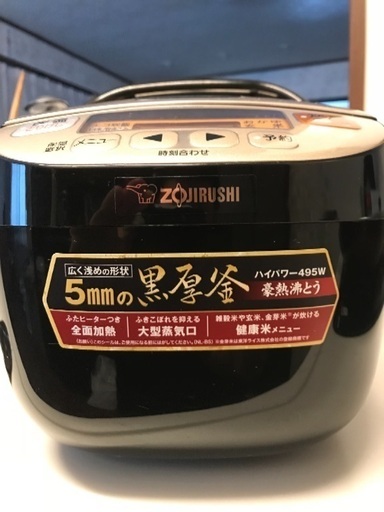 メニュー
時刻合わせ
予約
ZOJIRUSHI
広く浅めの形状
5mmの黒厚釜
ハイパワー495W
豪熱沸とう
ふたヒーターつき
全面加熱
ふきこぼれを抑える
大型蒸気口
雑穀米や玄米、金芽米®が炊ける
健康米メニュー